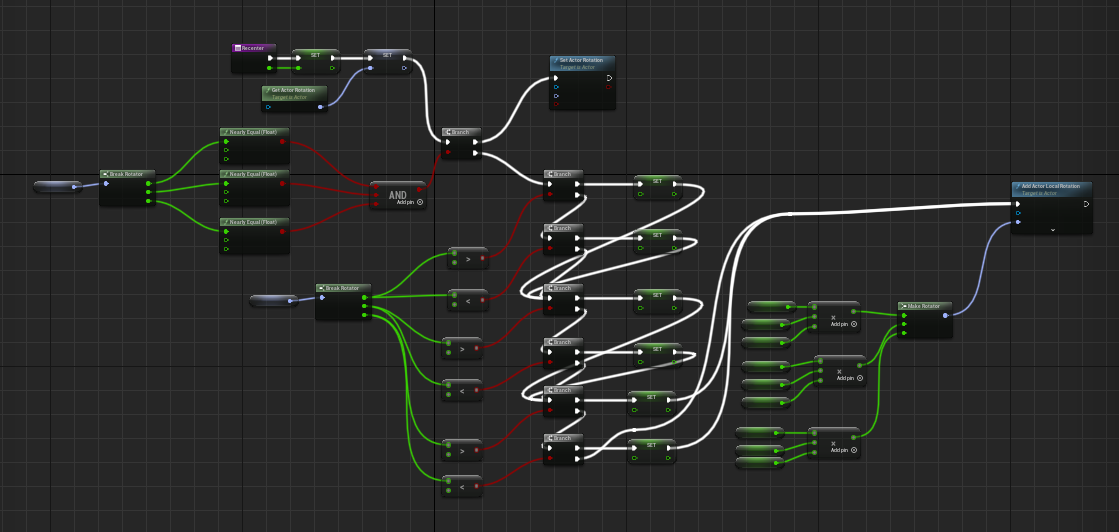 Recenter
SET
SET
Get Actor Rotation
Target is Actor
Set Actor Rotation
Target is Actor
Nearly Equal (Float)
Branch
Break Rotator
Nearly Equal (Float)
AND
Add pin
Nearly Equal (Float)
Branch
SET
Add Actor Local Rotation
Target is Actor
Branch
SET
>
Break Rotator
<
Branch
SET
Make Rotator
×
Add pin
>
Branch
SET
×
Add pin
<
Branch
SET
>
Branch
SET
×
Add pin
<